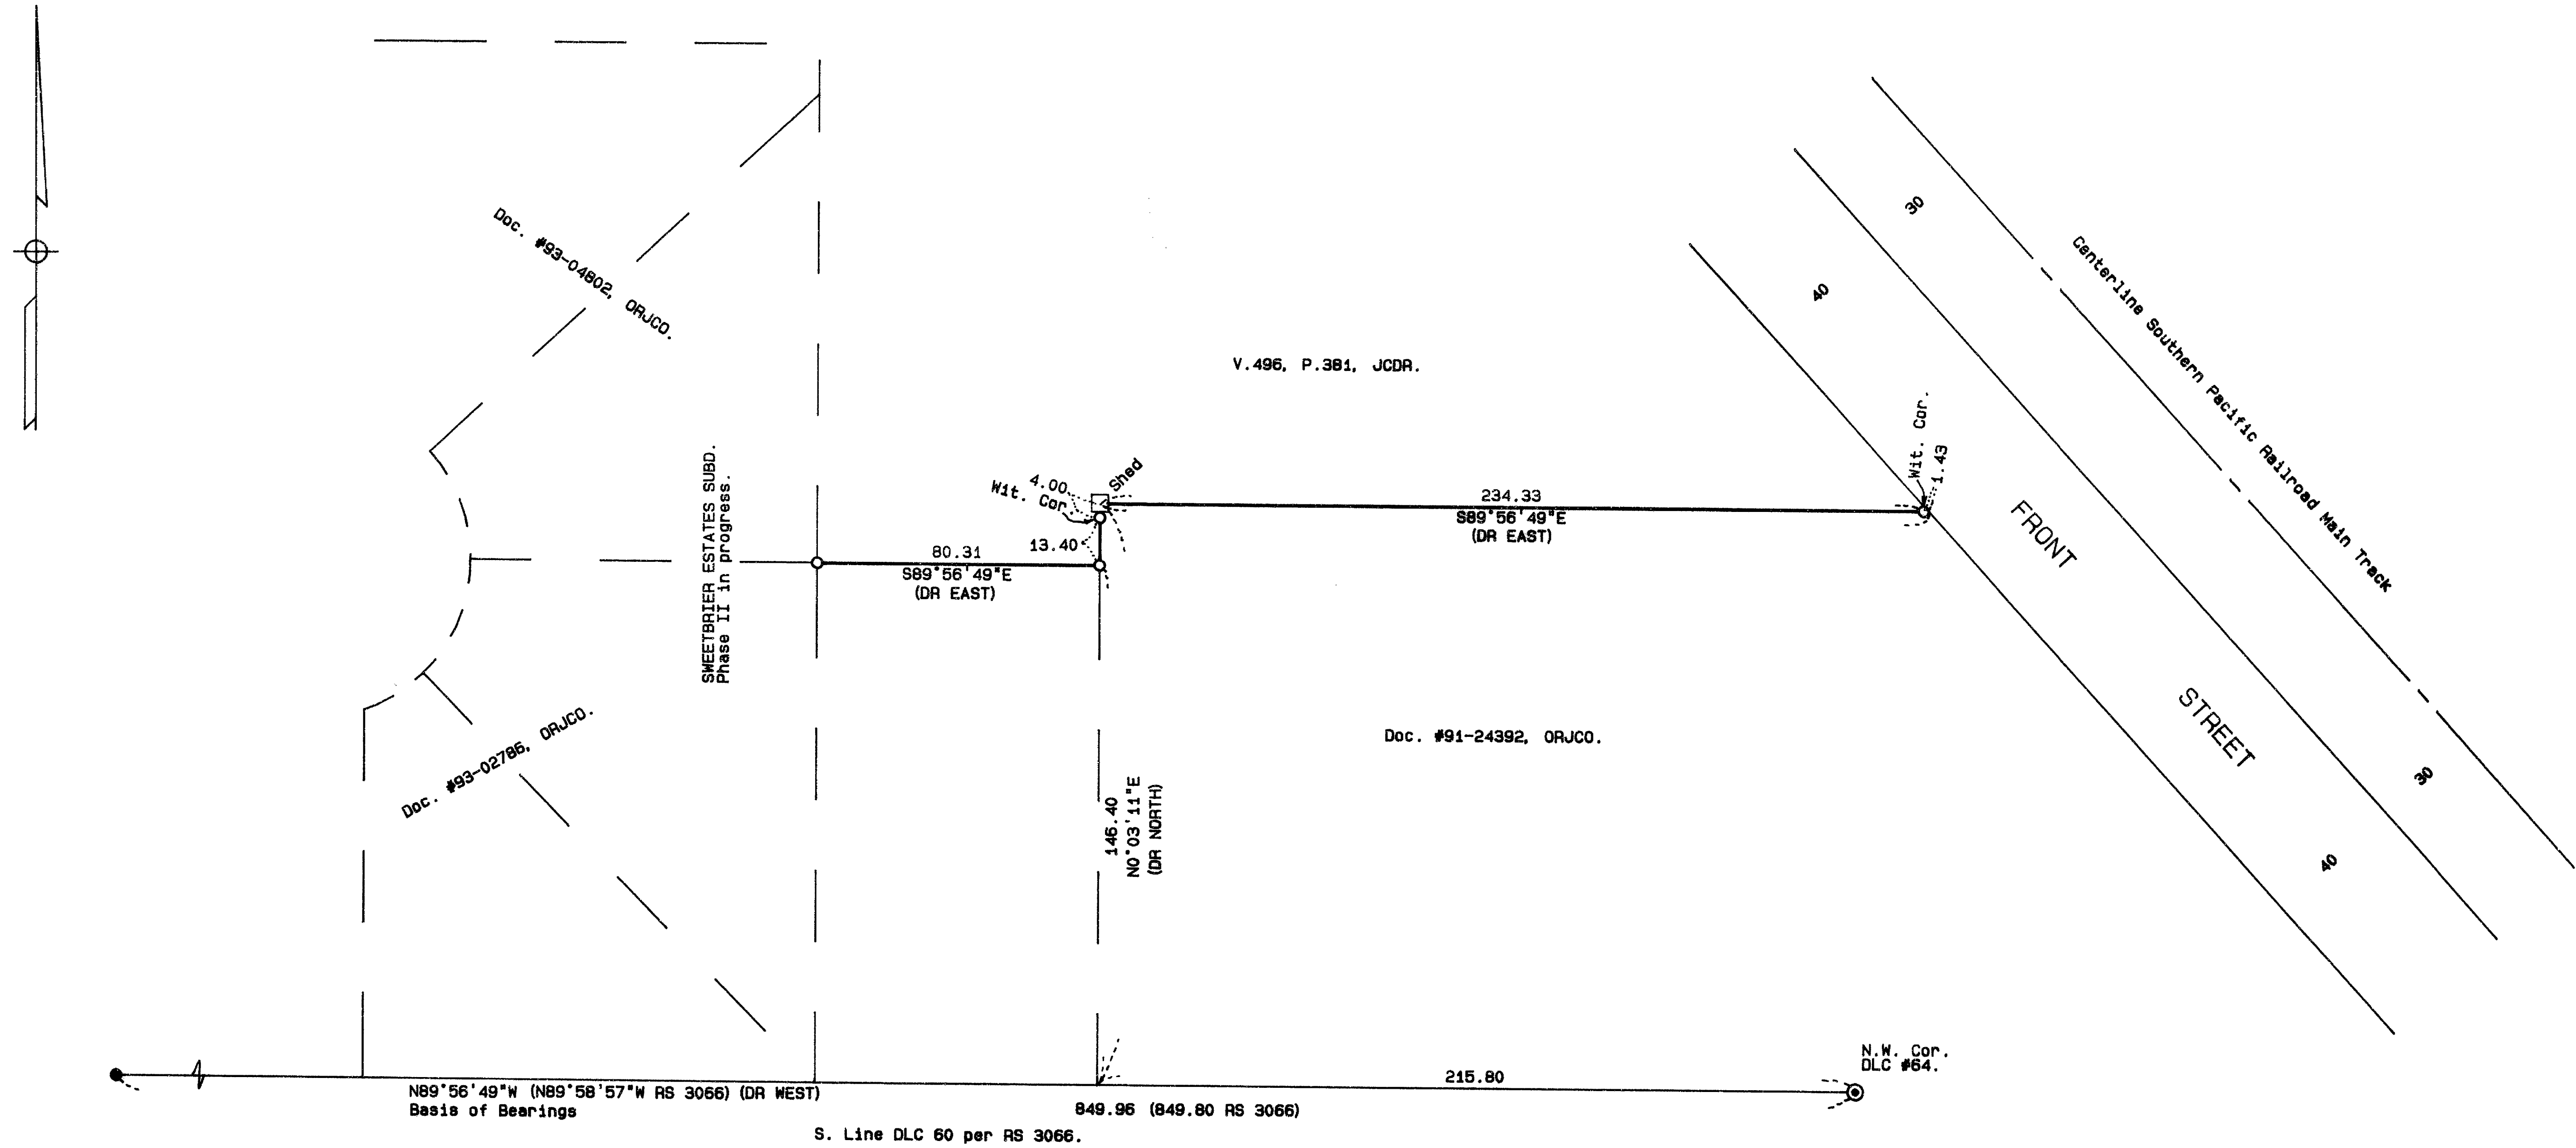 Doc. #93-04802, ORJCO.
30
40
Centerline Southern Pacific Railroad Main Track
V.496, P.381, JCDR.
SWEETBRIER ESTATES SUBD.
Phase II in progress.
4.00
Wit. Cor.
Shed
13.40
234.33
S89°56'49"E
(DR EAST)
Wit. Cor.
1.43
80.31
S89°56'49"E
(DR EAST)
FRONT
STREET
Doc. #93-02786, ORJCO.
Doc. #91-24392, ORJCO.
146.40
N0°03'11"E
(DR NORTH)
30
40
N.W. Cor.
DLC #64.
215.80
N89°56'49"W (N89°58'57"W RS 3066) (DR WEST)
Basis of Bearings
849.96 (849.80 RS 3066)
S. Line DLC 60 per RS 3066.